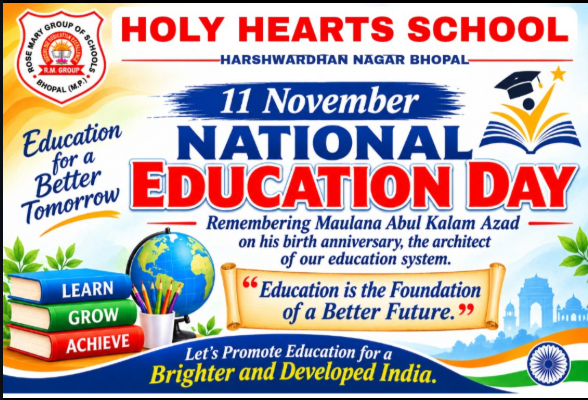 HOLY HEARTS SCHOOL
HARSHWARDHAN NAGAR BHOPAL
ROSE MARY GROUP OF SCHOOLS
R.M. GROUP
BHOPAL (M.P.)
11 November
NATIONAL
EDUCATION DAY
Education
for a
Better
Tomorrow
Remembering Maulana Abul Kalam Azad
on his birth anniversary, the architect
of our education system.
“Education is the Foundation
of a Better Future.”
LEARN
GROW
ACHIEVE
Let's Promote Education for a
Brighter and Developed India.